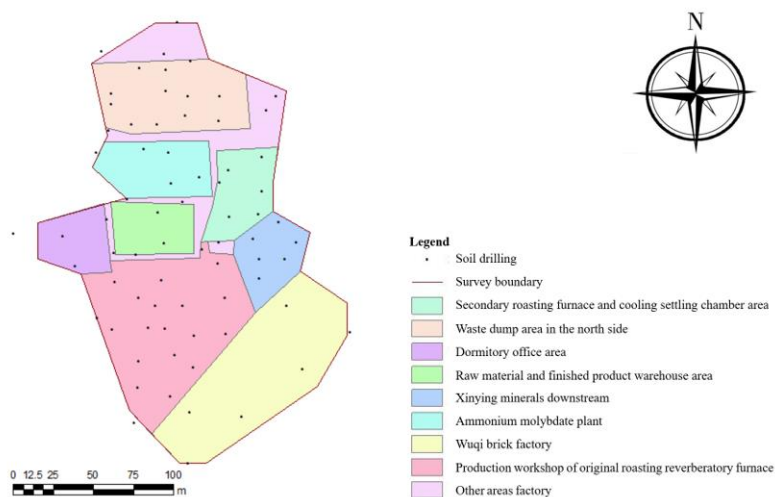 N
Legend
Soil drilling
Survey boundary
Secondary roasting furnace and cooling settling chamber area
Waste dump area in the north side
Dormitory office area
Raw material and finished product warehouse area
Xinying minerals downstream
Ammonium molybdate plant
Wuqi brick factory
Production workshop of original roasting reverberatory furnace
Other areas factory
0 12.5 25 50 75 100
m